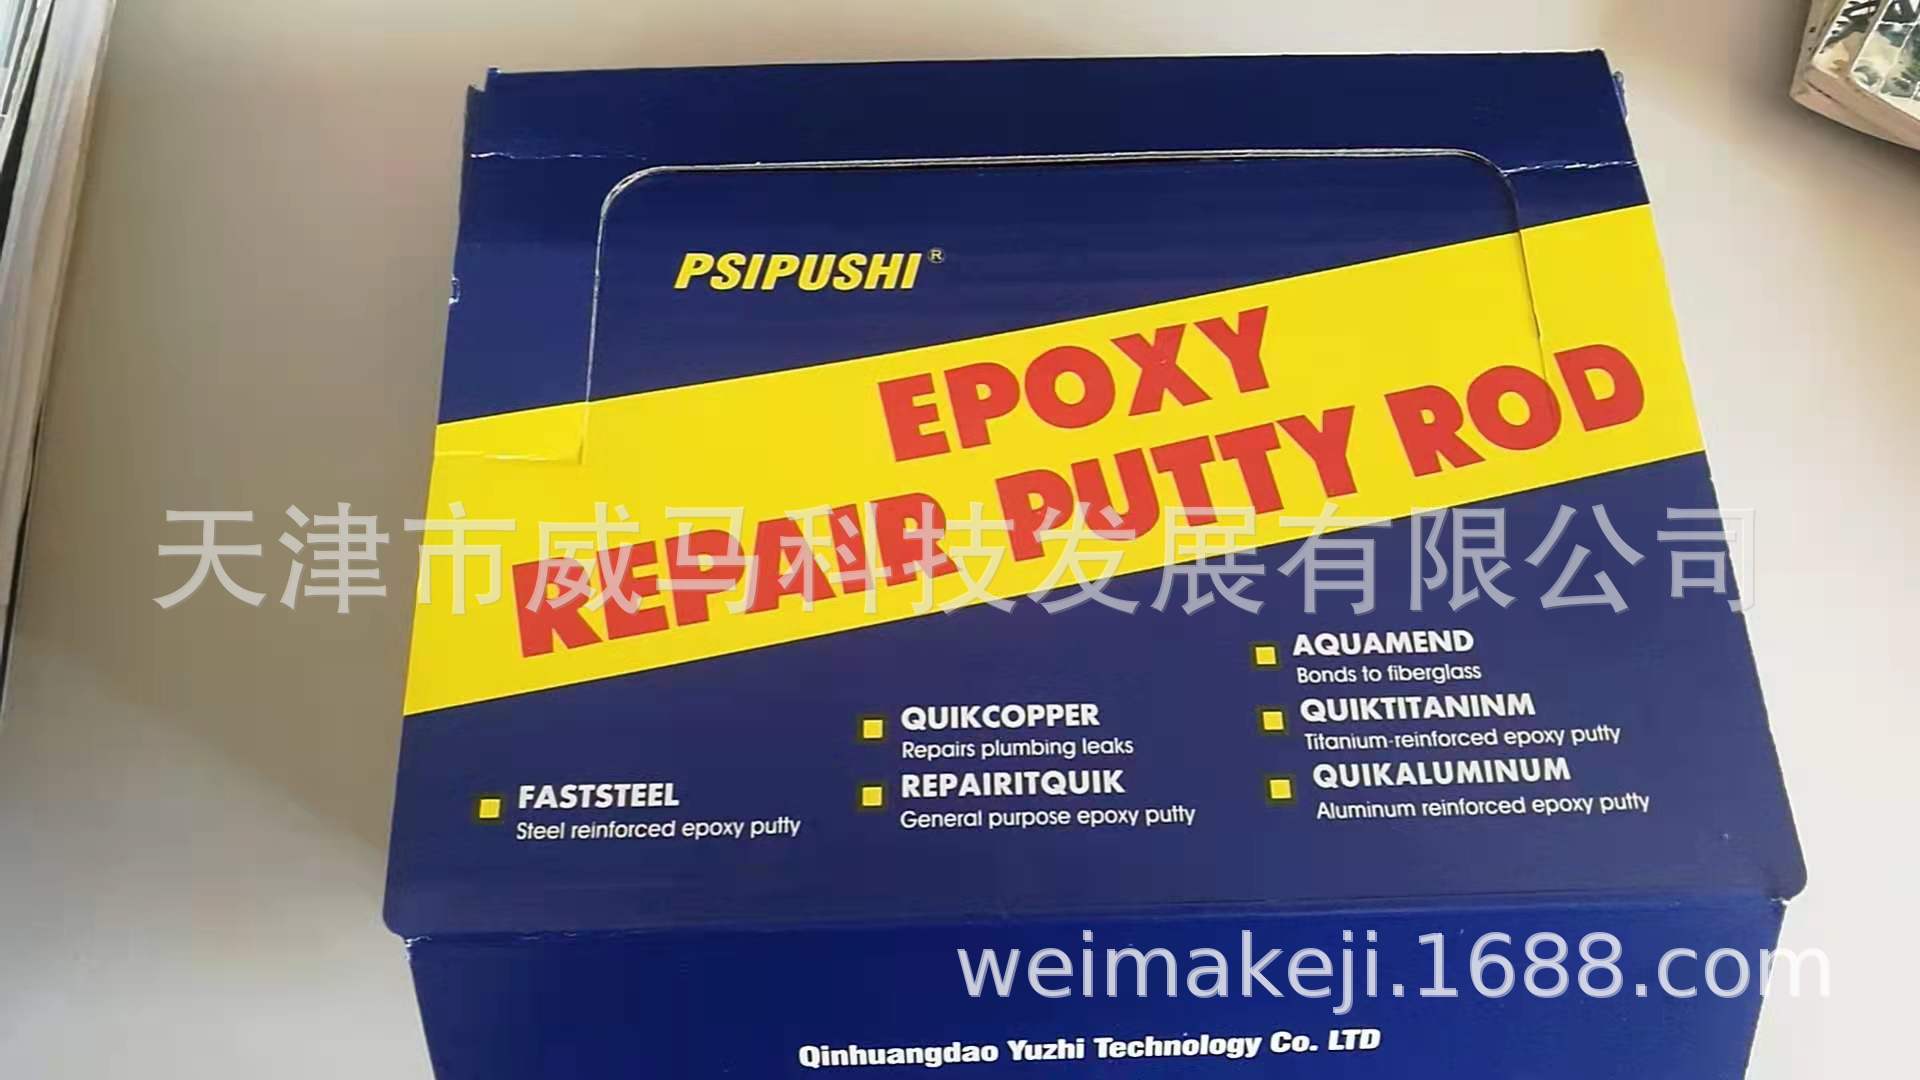 PSIPUSHI®
EPOXY
REPAIR PUTTY ROD
天津市威马科技发展有限公司
AQUAMEND
Bonds to fiberglass
QUIKCOPPER
Repairs plumbing leaks
QUIKTITANINM
Titanium-reinforced epoxy putty
FASTSTEEL
Steel reinforced epoxy putty
REPAIRITQUIK
General purpose epoxy putty
QUIKALUMINUM
Aluminum reinforced epoxy putty
weimakeji.1688.com
Qinhuangdao Yuzhi Technology Co. LTD